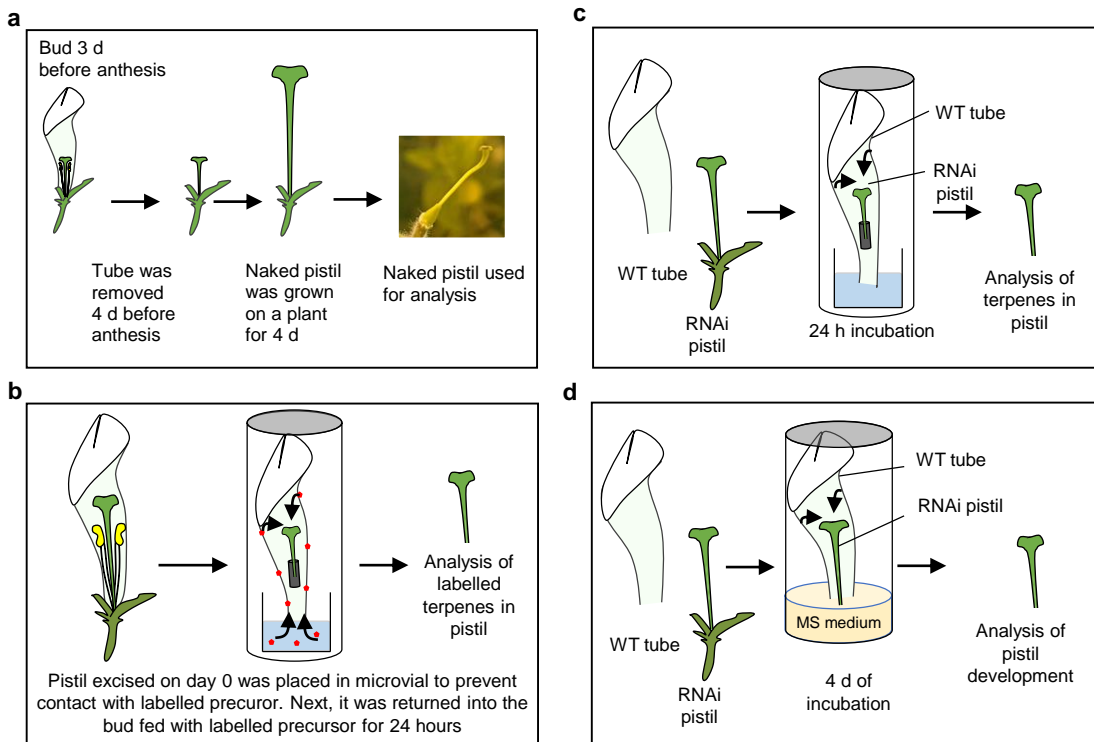 a
Bud 3 d
before anthesis
Tube was
removed
4 d before
anthesis
Naked pistil
was grown
on a plant
for 4 d
Naked pistil used
for analysis
b
Analysis of
labelled
terpenes in
pistil
Pistil excised on day 0 was placed in microvial to prevent
contact with labelled precuror. Next, it was returned into the
bud fed with labelled precursor for 24 hours
c
WT tube
RNAi
pistil
WT tube
RNAi
pistil
24 h incubation
Analysis of
terpenes in
pistil
d
WT tube
RNAi pistil
MS medium
WT tube
RNAi
pistil
4 d of
incubation
Analysis of
pistil
development